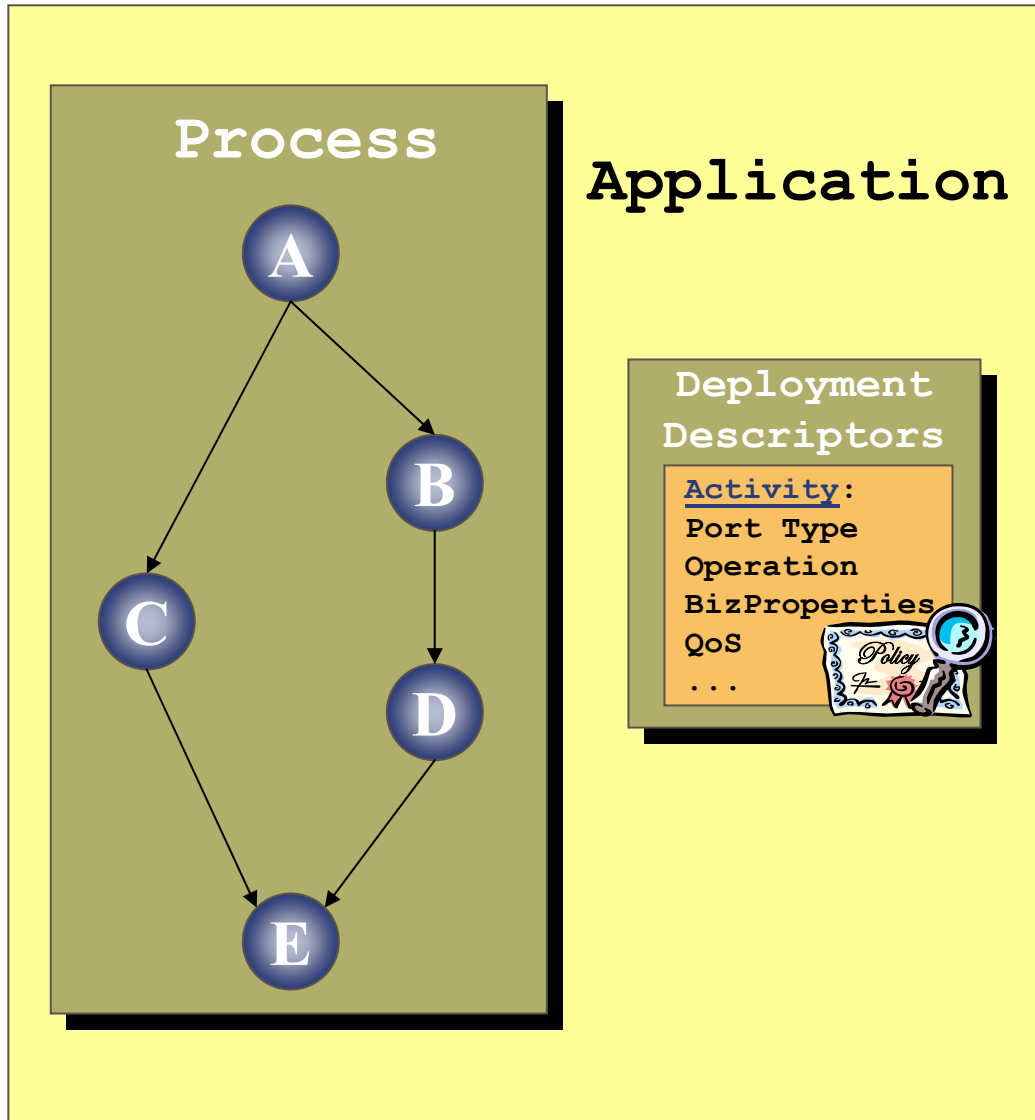 Process
Application
A
B
C
D
E
Deployment
Descriptors
Activity:
Port Type
Operation
BizProperties
QoS
...
Policy